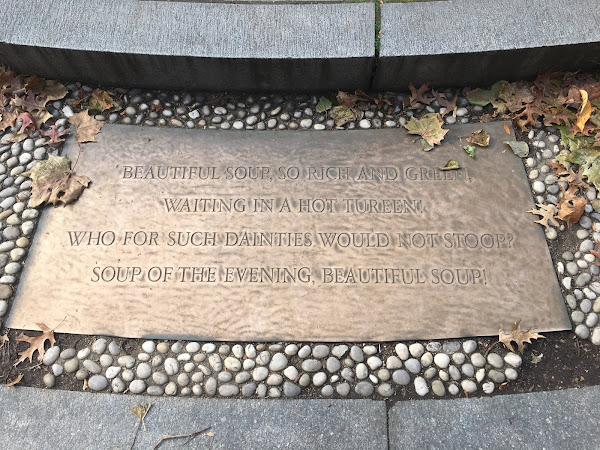 BEAUTIFUL SOUP, SO RICH AND GREEN,
WAITING IN A HOT TUREEN!
WHO FOR SUCH DAINTIES WOULD NOT STOOP?
SOUP OF THE EVENING, BEAUTIFUL SOUP!